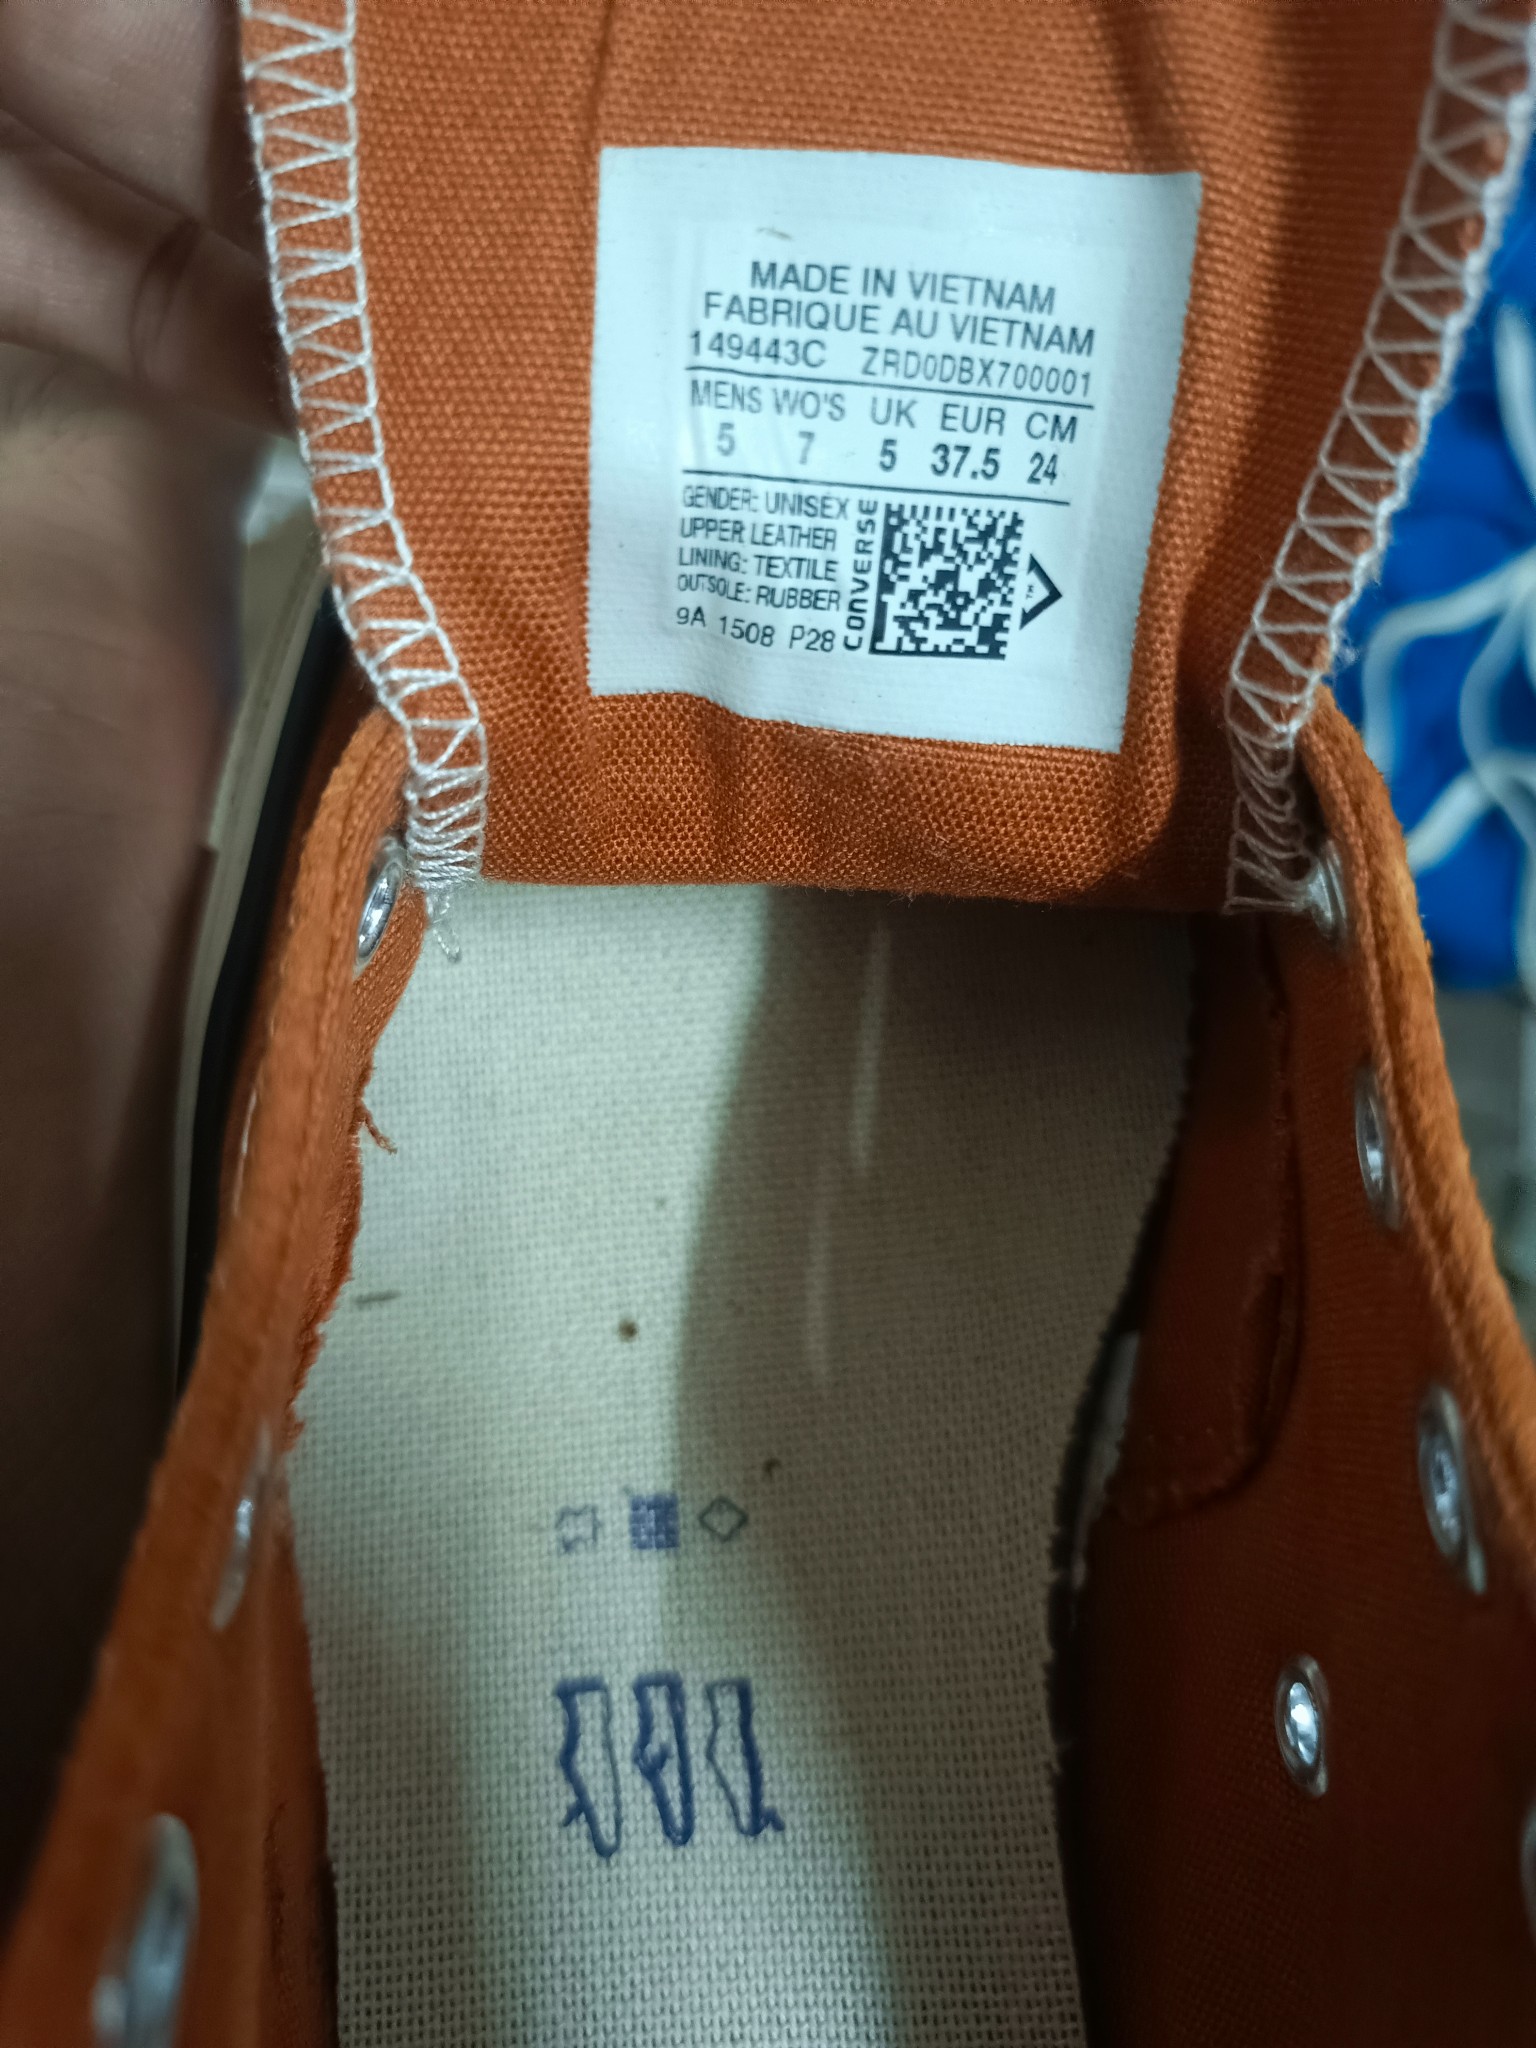 MADE IN VIETNAM
FABRIQUE AU VIETNAM
149443C ZRD0DBX700001
MENS WO'S UK EUR CM
5 7 5 37.5 24
GENDER: UNISEX
UPPER: LEATHER
LINING: TEXTILE
OUTSOLE: RUBBER
9A 1508 P28
CONVERSE